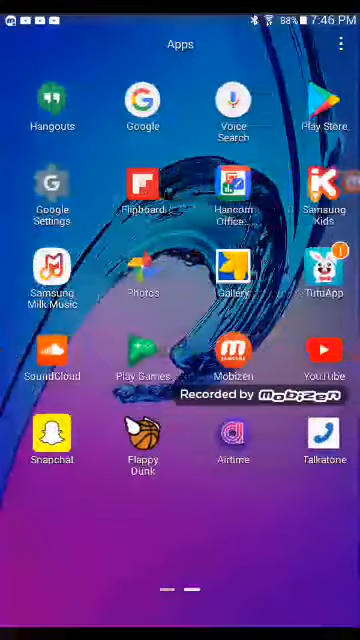 88% 7:46 PM
Apps
Hangouts
Google
Voice
Search
Play Store
Google
Settings
Flipboard
Hancom
Office...
Samsung
Kids
Samsung
Milk Music
Photos
Gallery
TutuApp
SoundCloud
Play Games
Mobizen
YouTube
Recorded by Mobizen
Snapchat
Flappy
Dunk
Airtime
Talkatone